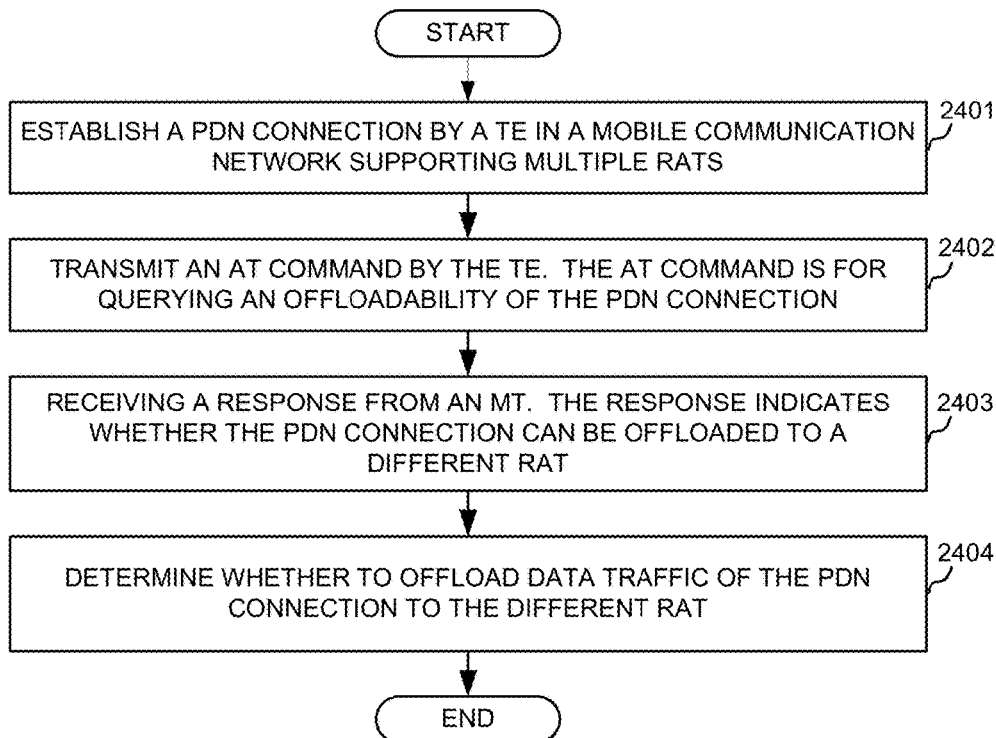 START
2401
ESTABLISH A PDN CONNECTION BY A TE IN A MOBILE COMMUNICATION
NETWORK SUPPORTING MULTIPLE RATS
2402
TRANSMIT AN AT COMMAND BY THE TE. THE AT COMMAND IS FOR
QUERYING AN OFFLOADABILITY OF THE PDN CONNECTION
2403
RECEIVING A RESPONSE FROM AN MT. THE RESPONSE INDICATES
WHETHER THE PDN CONNECTION CAN BE OFFLOADED TO A
DIFFERENT RAT
2404
DETERMINE WHETHER TO OFFLOAD DATA TRAFFIC OF THE PDN
CONNECTION TO THE DIFFERENT RAT
END